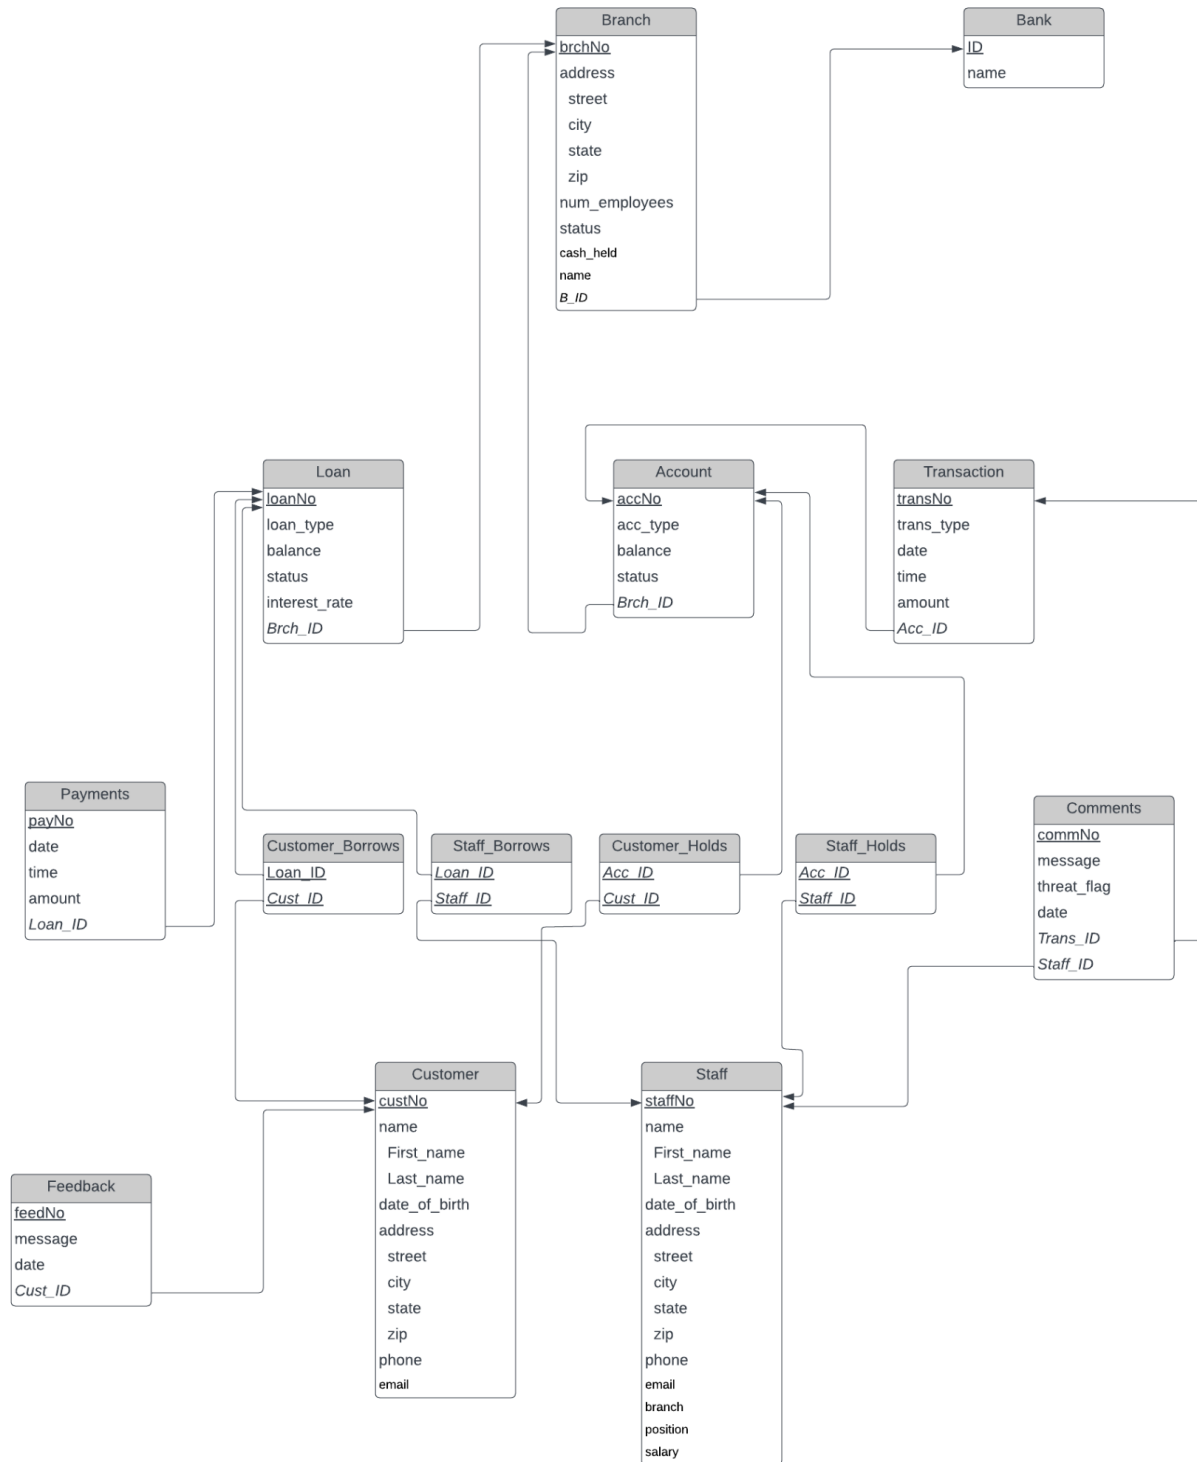 Branch
brchNo
address
street
city
state
zip
num_employees
status
cash_held
name
B_ID
Bank
ID
name
Loan
loanNo
loan_type
balance
status
interest_rate
Brch_ID
Account
accNo
acc_type
balance
status
Brch_ID
Transaction
transNo
trans_type
date
time
amount
Acc_ID
Payments
payNo
date
time
amount
Loan_ID
Customer_Borrows
Loan_ID
Cust_ID
Staff_Borrows
Loan_ID
Staff_ID
Customer_Holds
Acc_ID
Cust_ID
Staff_Holds
Acc_ID
Staff_ID
Comments
commNo
message
threat_flag
date
Trans_ID
Staff_ID
Feedback
feedNo
message
date
Cust_ID
Customer
custNo
name
First_name
Last_name
date_of_birth
address
street
city
state
zip
phone
email
Staff
staffNo
name
First_name
Last_name
date_of_birth
address
street
city
state
zip
phone
email
branch
position
salary